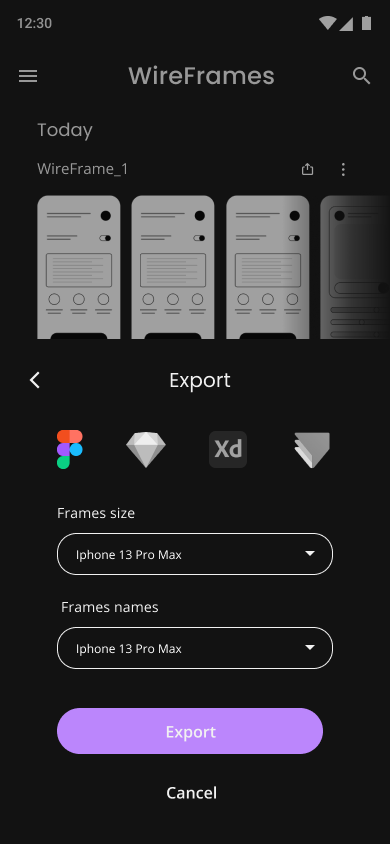 12:30
WireFrames
Today
WireFrame_1
Export
Xd
Frames size
Iphone 13 Pro Max
Frames names
Iphone 13 Pro Max
Export
Cancel